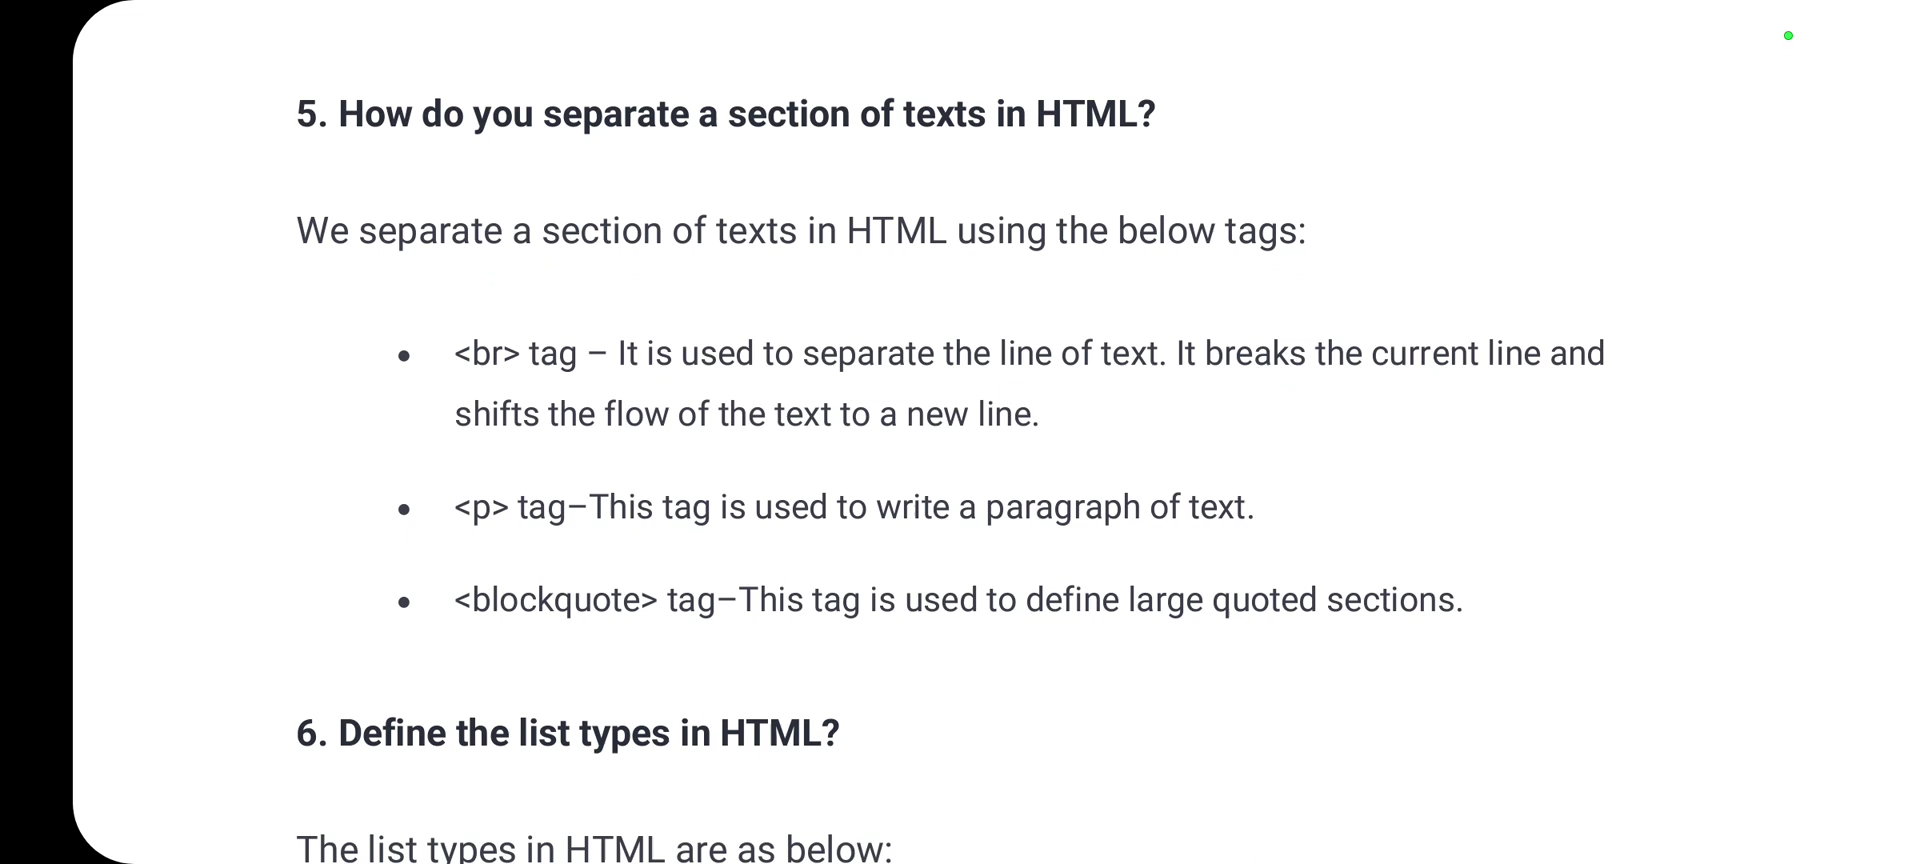 5. How do you separate a section of texts in HTML?
We separate a section of texts in HTML using the below tags:
• <br> tag – It is used to separate the line of text. It breaks the current line and
shifts the flow of the text to a new line.
• <p> tag–This tag is used to write a paragraph of text.
• <blockquote> tag–This tag is used to define large quoted sections.
6. Define the list types in HTML?
The list types in HTML are as below: